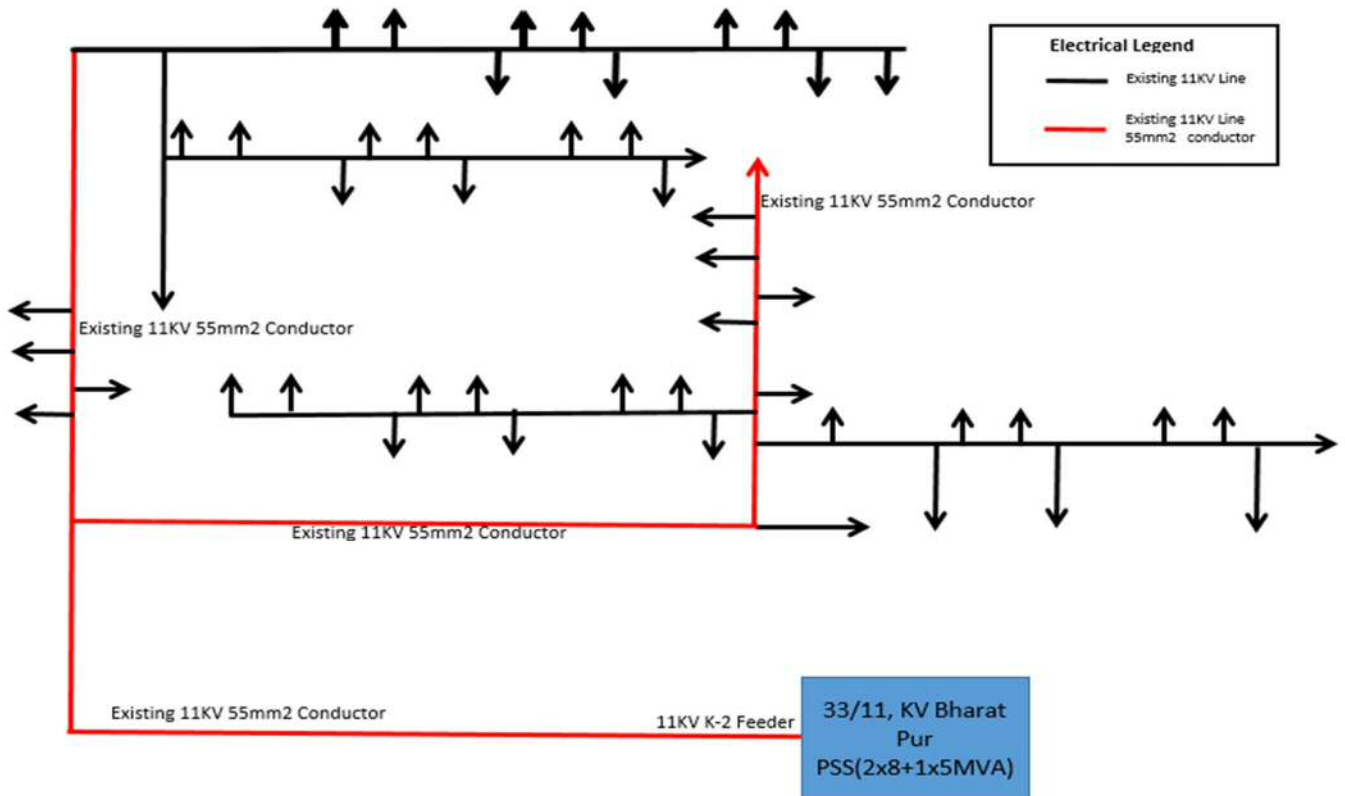 Electrical Legend
Existing 11KV Line
Existing 11KV Line
55mm2 conductor
Existing 11KV 55mm2 Conductor
Existing 11KV 55mm2 Conductor
Existing 11KV 55mm2 Conductor
Existing 11KV 55mm2 Conductor
11KV K-2 Feeder
33/11, KV Bharat
Pur
PSS(2x8+1x5MVA)